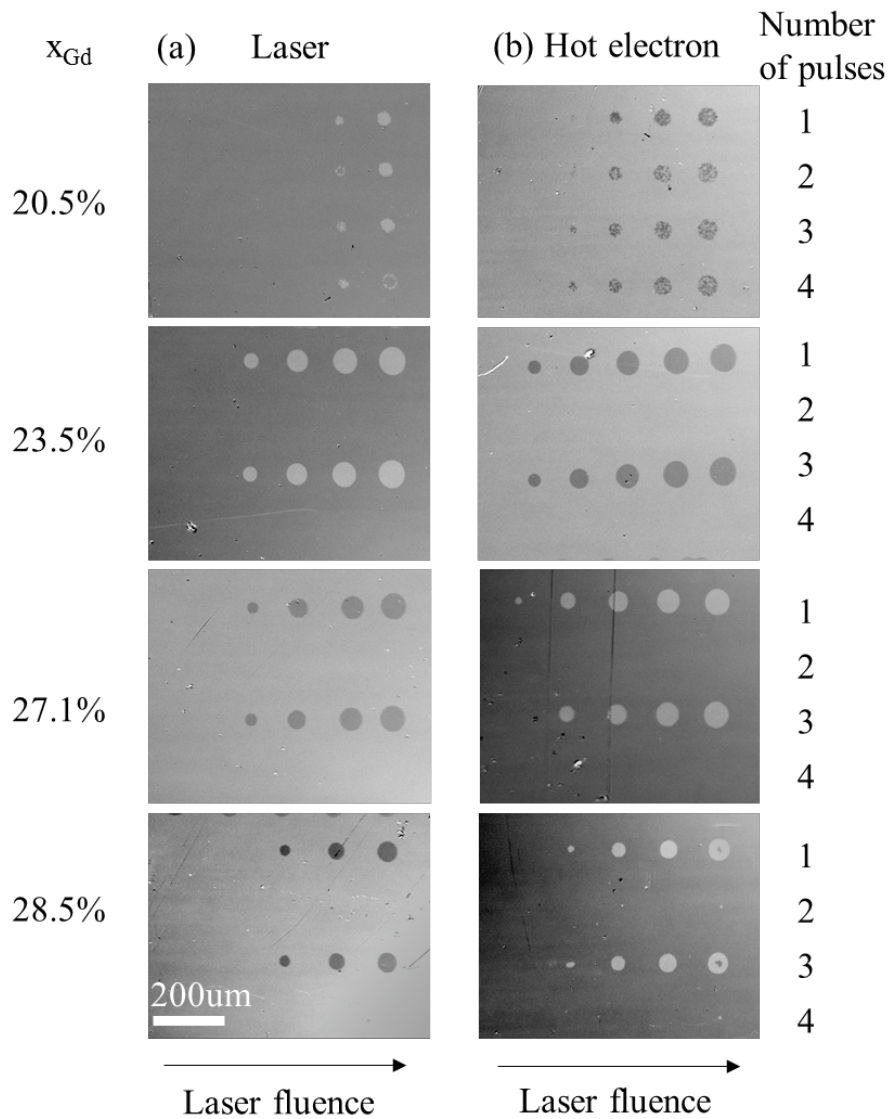 x_Gd
(a) Laser
(b) Hot electron
Number
of pulses
20.5%
1
2
3
4
23.5%
1
2
3
4
27.1%
1
2
3
4
28.5%
1
2
3
4
200um
Laser fluence
Laser fluence